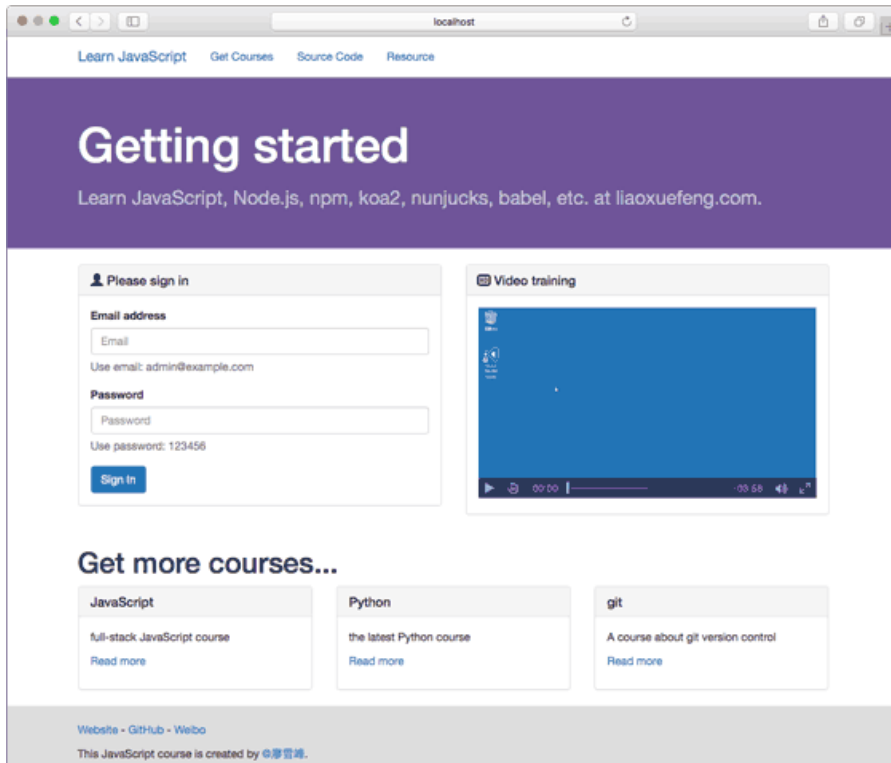 localhost
Learn JavaScript Get Courses Source Code Resource
Getting started
Learn JavaScript, Node.js, npm, koa2, nunjucks, babel, etc. at liaoxuefeng.com.
Please sign in
Email address
Email
Use email: admin@example.com
Password
Password
Use password: 123456
Sign In
Video training
00:00 -03:58
Get more courses...
JavaScript
full-stack JavaScript course
Read more
Python
the latest Python course
Read more
git
A course about git version control
Read more
Website - GitHub - Weibo
This JavaScript course is created by @廖雪峰.